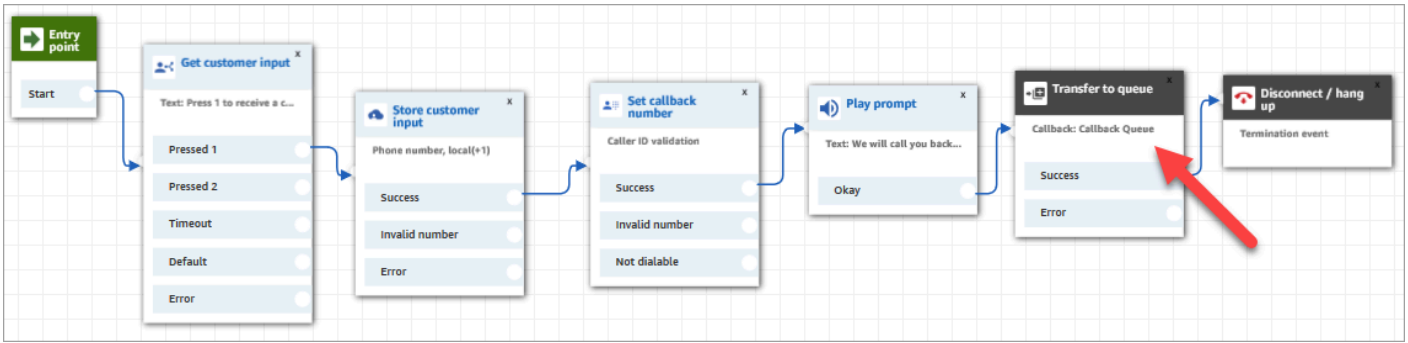 Entry
point
Start
Get customer input
x
Text: Press 1 to receive a c...
Pressed 1
Pressed 2
Timeout
Default
Error
Store customer
input
x
Phone number, local(+1)
Success
Invalid number
Error
Set callback
number
x
Caller ID validation
Success
Invalid number
Not dialable
Play prompt
x
Text: We will call you back...
Okay
Transfer to queue
x
Callback: Callback Queue
Success
Error
Disconnect / hang
up
x
Termination event